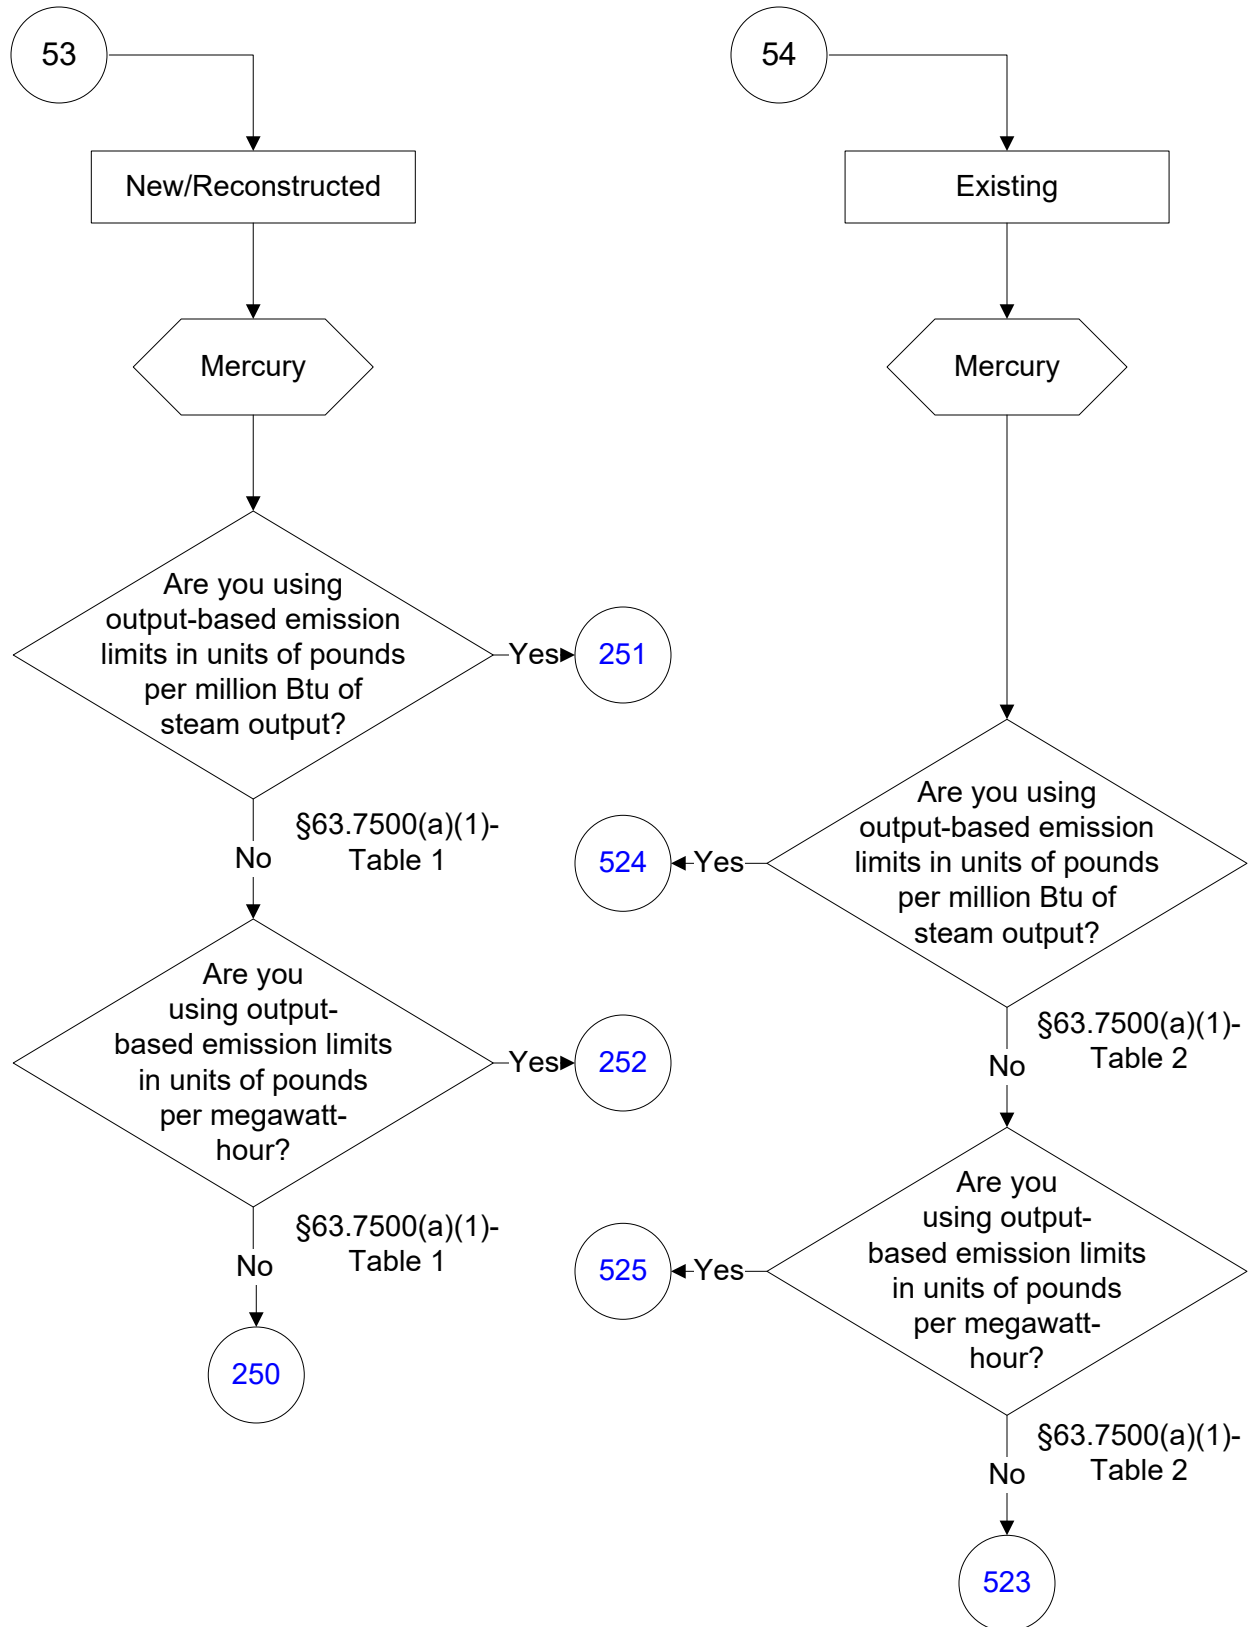 53
New/Reconstructed
Mercury
Are you using
output-based emission
limits in units of pounds
per million Btu of
steam output?
Yes
251
No
§63.7500(a)(1)-
Table 1
Are you
using output-
based emission limits
in units of pounds
per megawatt-
hour?
Yes
252
No
§63.7500(a)(1)-
Table 1
250
54
Existing
Mercury
Are you using
output-based emission
limits in units of pounds
per million Btu of
steam output?
Yes
524
No
§63.7500(a)(1)-
Table 2
Are you
using output-
based emission limits
in units of pounds
per megawatt-
hour?
Yes
525
No
§63.7500(a)(1)-
Table 2
523